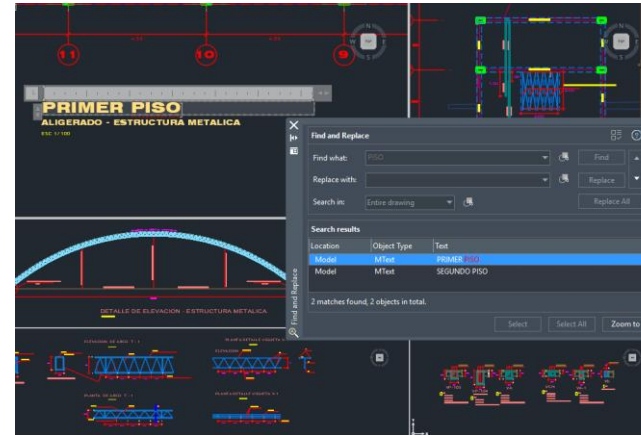 11
10
9
PRIMER PISO
ALIGERADO - ESTRUCTURA METALICA
ESC 1/100
Find and Replace
Find what:
PISO
Find
Replace with:
Replace
Search in:
Entire drawing
Replace All
Search results
Location Object Type Text
Model MText PRIMER PISO
Model MText SEGUNDO PISO
2 matches found, 2 objects in total.
Select
Select All
Zoom to
Find and Replace
DETALLE DE ELEVACION - ESTRUCTURA METALICA